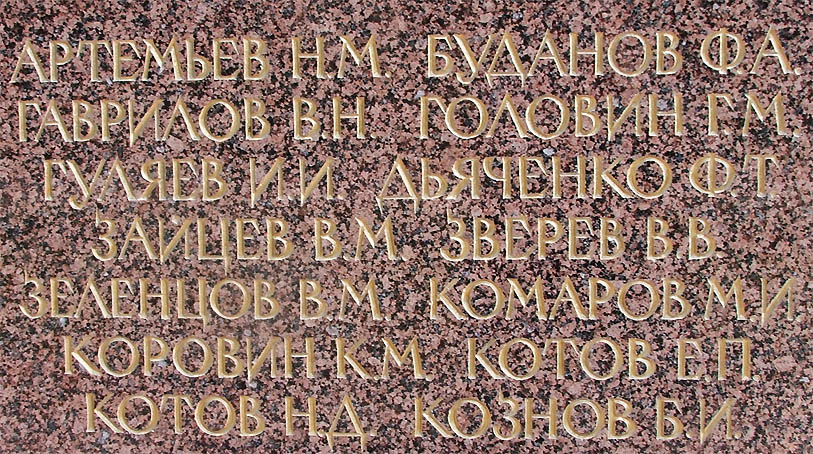 АРТЕМЬЕВ Н.М. БУДАНОВ Ф.А.
ГАВРИЛОВ В.Н. ГОЛОВИН Г.М.
ГУЛЯЕВ И.И. ДЬЯЧЕНКО Ф.Т.
ЗАЙЦЕВ В.М. ЗВЕРЕВ В.В.
ЗЕЛЕНЦОВ В.М. КОМАРОВ М.И.
КОРОВИН К.М. КОТОВ Е.П.
КОТОВ Н.Д. КОЗНОВ Б.И.